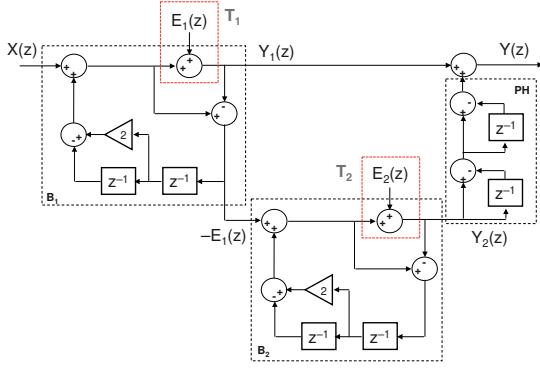 T₁
E₁(z)
X(z)
Y₁(z)
Y(z)
+
+
+
+
+
PH
-
+
-
z⁻¹
-
+
2
z⁻¹
z⁻¹
B₁
T₂
E₂(z)
-
z⁻¹
−E₁(z)
+
+
+
+
Y₂(z)
-
+
-
+
2
z⁻¹
z⁻¹
B₂